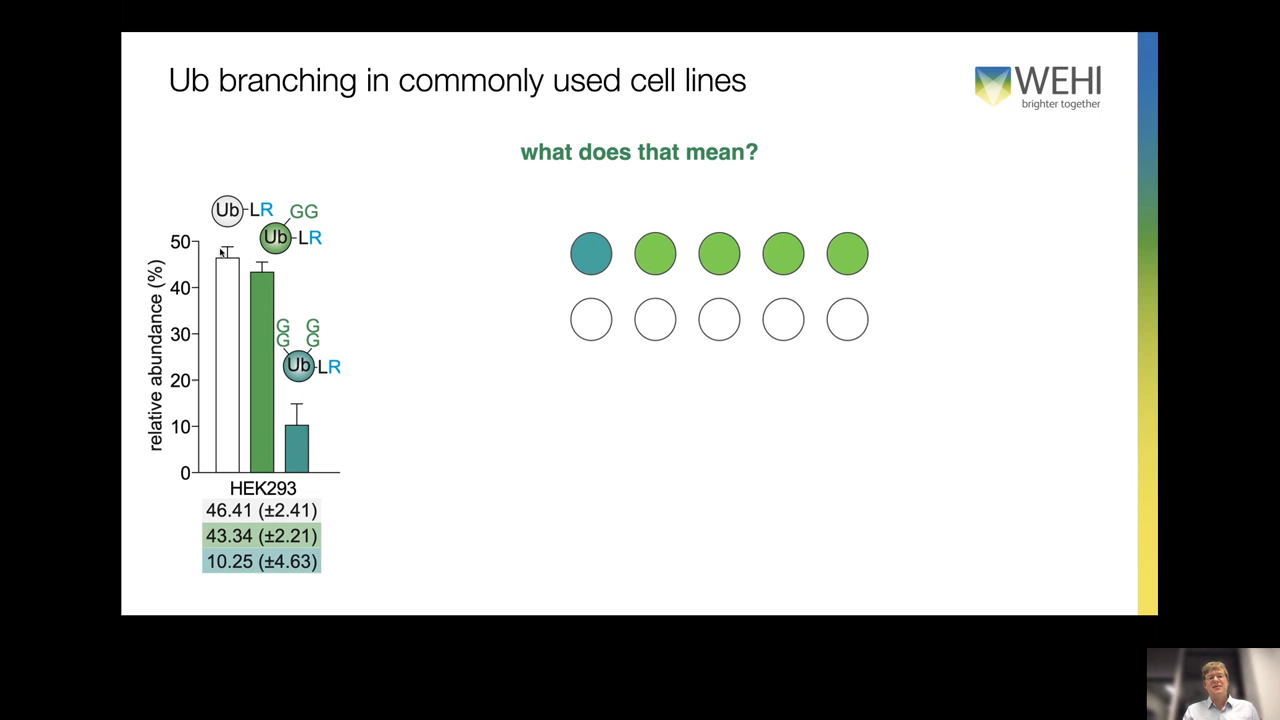 Ub branching in commonly used cell lines
WEHI
brighter together
what does that mean?
Ub-LR
GG
Ub-LR
50
40
30
20
10
0
relative abundance (%)
G G
G G
Ub-LR
HEK293
46.41 (±2.41)
43.34 (±2.21)
10.25 (±4.63)